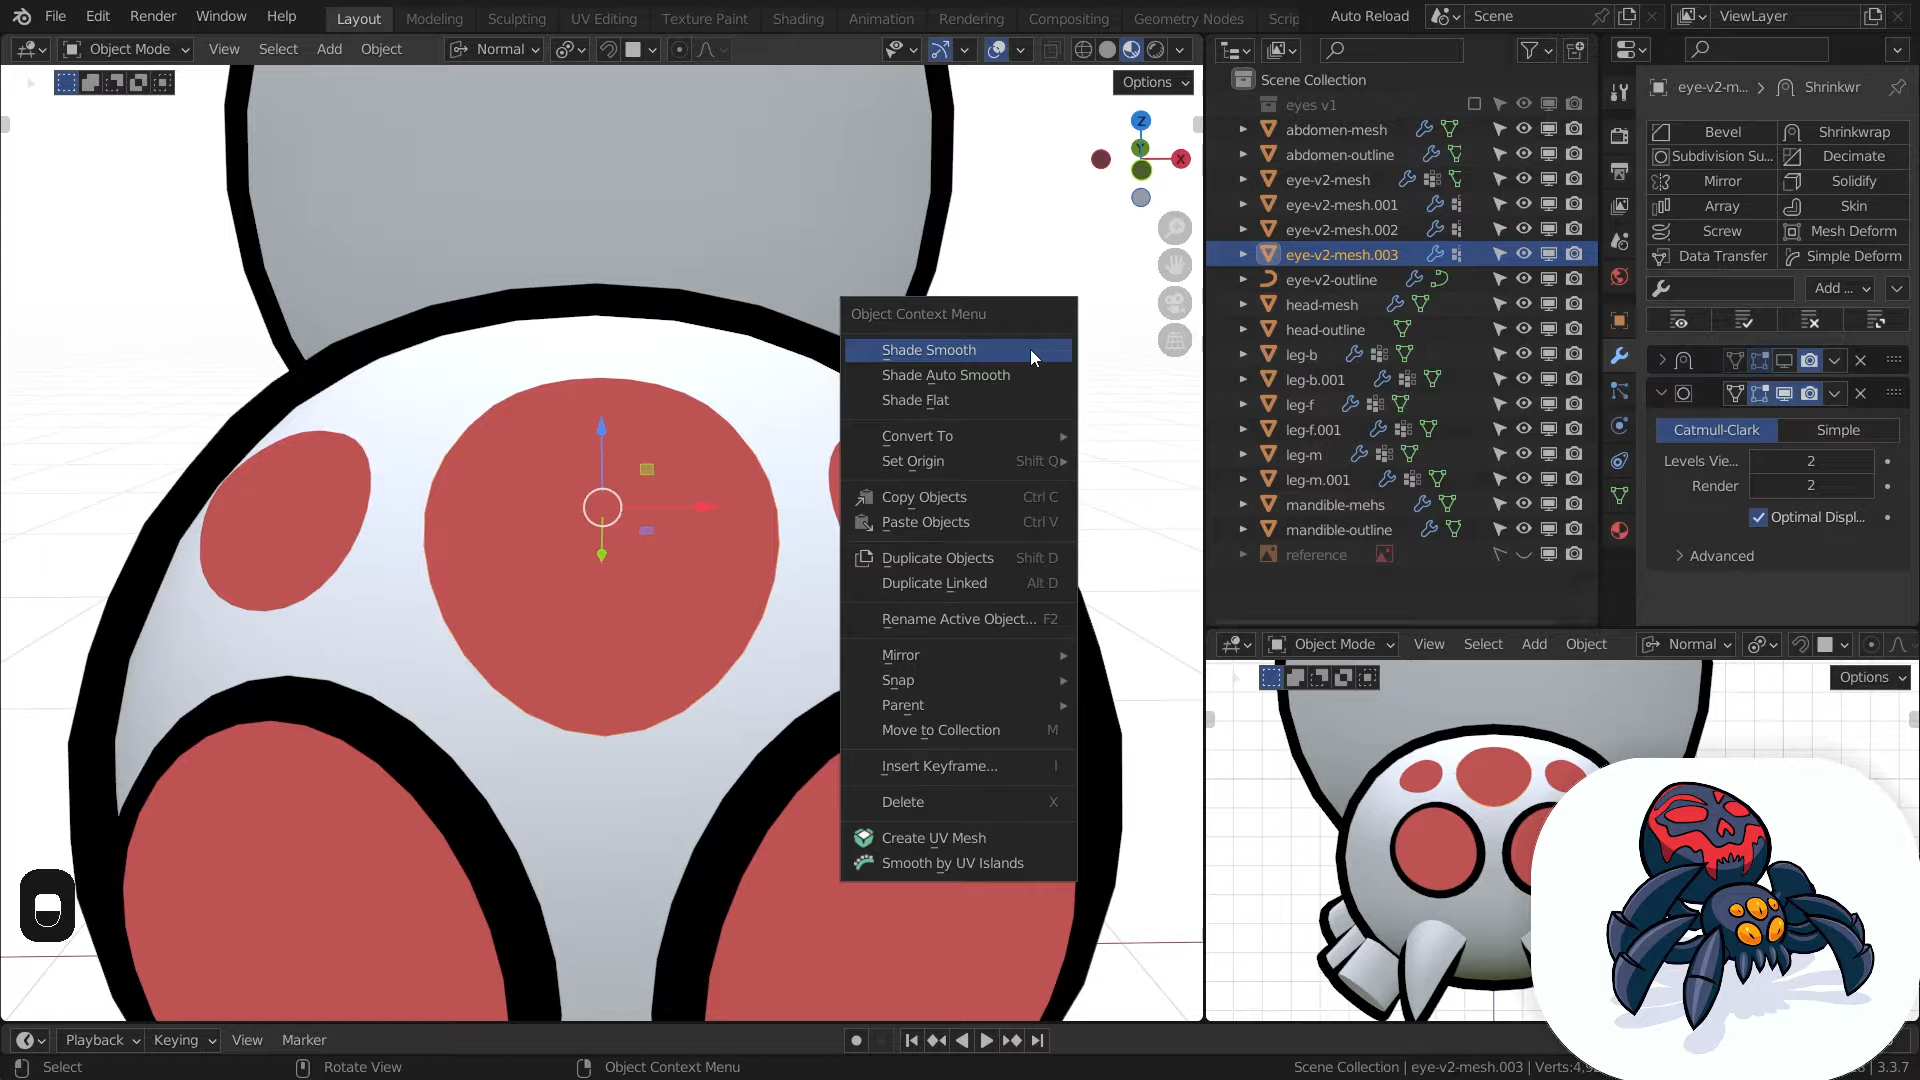 File Edit Render Window Help Layout Modeling Sculpting UV Editing Texture Paint Shading Animation Rendering Compositing Geometry Nodes Scrip Auto Reload Scene ViewLayer
Object Mode View Select Add Object Normal
Options
Z
Y
X
Object Context Menu
Shade Smooth
Shade Auto Smooth
Shade Flat
Convert To
Set Origin Shift Q
Copy Objects Ctrl C
Paste Objects Ctrl V
Duplicate Objects Shift D
Duplicate Linked Alt D
Rename Active Object... F2
Mirror
Snap
Parent
Move to Collection M
Insert Keyframe... I
Delete X
Create UV Mesh
Smooth by UV Islands
Scene Collection
eyes v1
abdomen-mesh
abdomen-outline
eye-v2-mesh
eye-v2-mesh.001
eye-v2-mesh.002
eye-v2-mesh.003
eye-v2-outline
head-mesh
head-outline
leg-b
leg-b.001
leg-f
leg-f.001
leg-m
leg-m.001
mandible-mehs
mandible-outline
reference
eye-v2-m... Shrinkwr
Bevel Shrinkwrap
Subdivision Su... Decimate
Mirror Solidify
Array Skin
Screw Mesh Deform
Data Transfer Simple Deform
Add ...
Catmull-Clark Simple
Levels Vie... 2
Render 2
Optimal Displ...
Advanced
Object Mode View Select Add Object Normal
Options
Playback Keying View Marker
Select Rotate View Object Context Menu
Scene Collection | eye-v2-mesh.003 | Verts:4,9
3.3.7